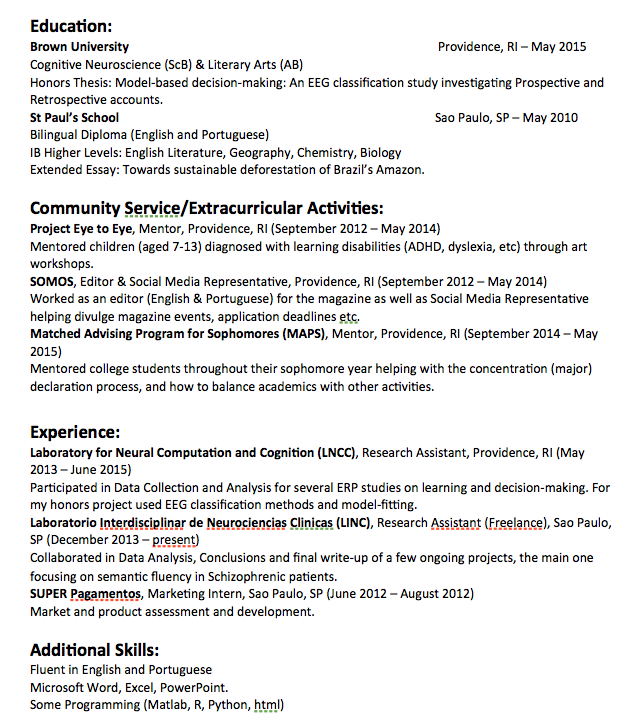 Education:
Brown University Providence, RI – May 2015
Cognitive Neuroscience (ScB) & Literary Arts (AB)
Honors Thesis: Model-based decision-making: An EEG classification study investigating Prospective and
Retrospective accounts.
St Paul's School Sao Paulo, SP – May 2010
Bilingual Diploma (English and Portuguese)
IB Higher Levels: English Literature, Geography, Chemistry, Biology
Extended Essay: Towards sustainable deforestation of Brazil's Amazon.
Community Service/Extracurricular Activities:
Project Eye to Eye, Mentor, Providence, RI (September 2012 – May 2014)
Mentored children (aged 7-13) diagnosed with learning disabilities (ADHD, dyslexia, etc) through art
workshops.
SOMOS, Editor & Social Media Representative, Providence, RI (September 2012 – May 2014)
Worked as an editor (English & Portuguese) for the magazine as well as Social Media Representative
helping divulge magazine events, application deadlines etc.
Matched Advising Program for Sophomores (MAPS), Mentor, Providence, RI (September 2014 – May
2015)
Mentored college students throughout their sophomore year helping with the concentration (major)
declaration process, and how to balance academics with other activities.
Experience:
Laboratory for Neural Computation and Cognition (LNCC), Research Assistant, Providence, RI (May
2013 – June 2015)
Participated in Data Collection and Analysis for several ERP studies on learning and decision-making. For
my honors project used EEG classification methods and model-fitting.
Laboratorio Interdisciplinar de Neurociencias Clinicas (LINC), Research Assistant (Freelance), Sao Paulo,
SP (December 2013 – present)
Collaborated in Data Analysis, Conclusions and final write-up of a few ongoing projects, the main one
focusing on semantic fluency in Schizophrenic patients.
SUPER Pagamentos, Marketing Intern, Sao Paulo, SP (June 2012 – August 2012)
Market and product assessment and development.
Additional Skills:
Fluent in English and Portuguese
Microsoft Word, Excel, PowerPoint.
Some Programming (Matlab, R, Python, html)